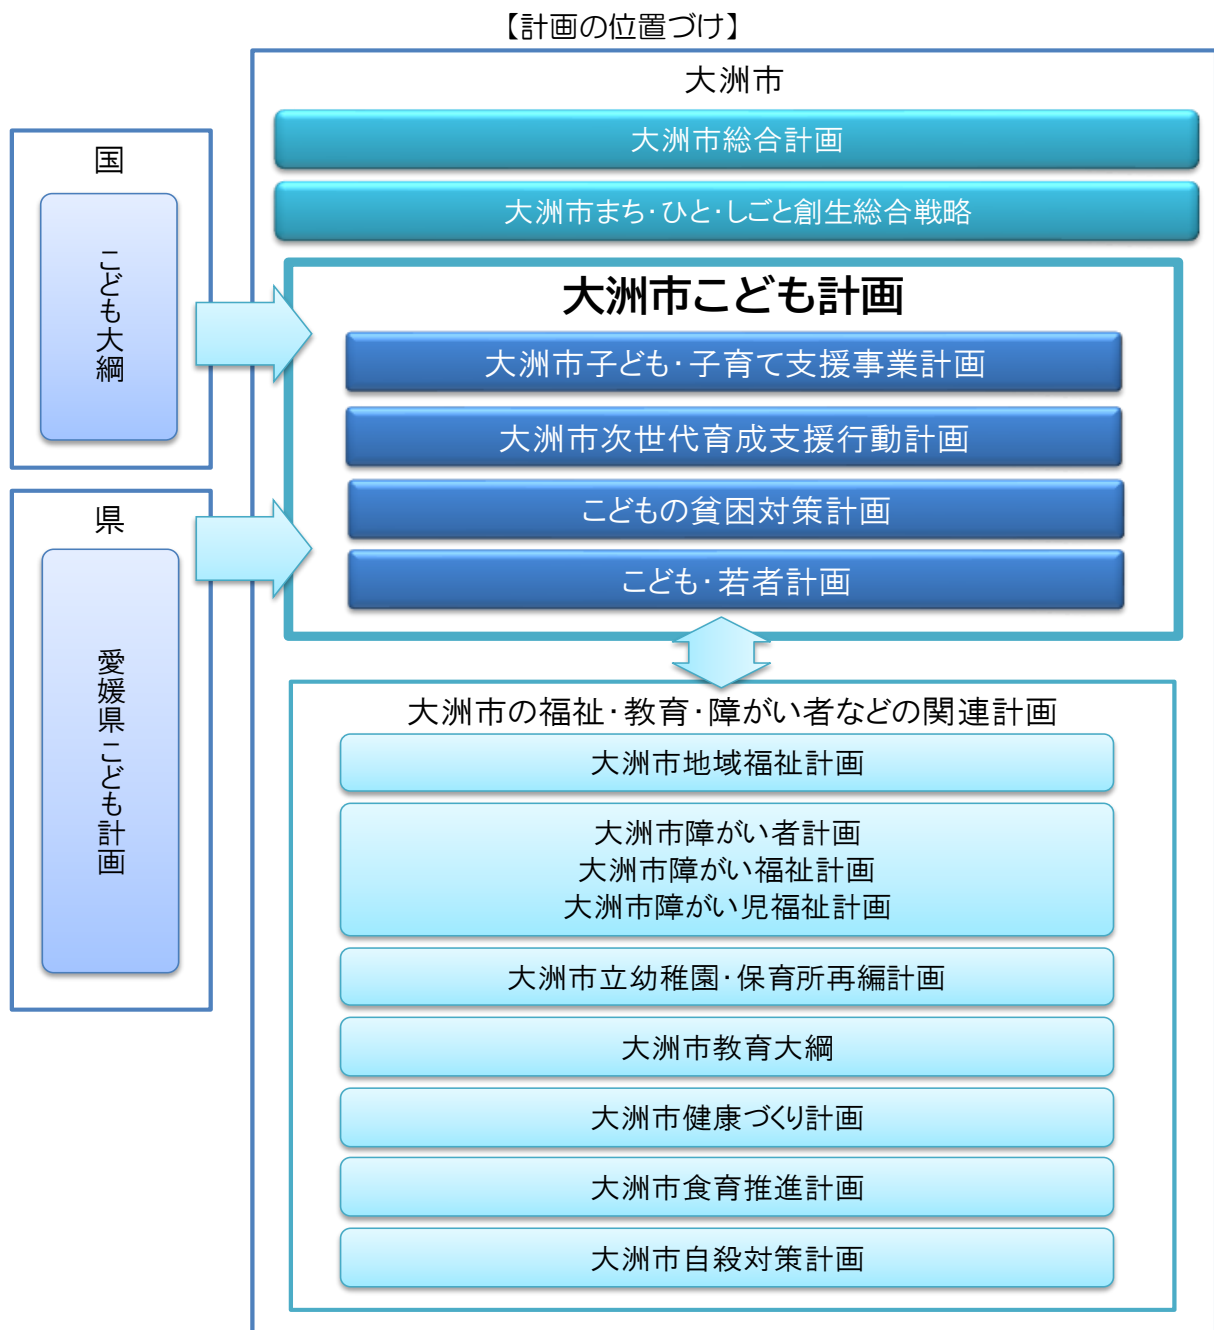 【計画の位置づけ】
大洲市
大洲市総合計画
大洲市まち・ひと・しごと創生総合戦略
国
こども大綱
県
愛媛県こども計画
大洲市こども計画
大洲市子ども・子育て支援事業計画
大洲市次世代育成支援行動計画
こどもの貧困対策計画
こども・若者計画
大洲市の福祉・教育・障がい者などの関連計画
大洲市地域福祉計画
大洲市障がい者計画
大洲市障がい福祉計画
大洲市障がい児福祉計画
大洲市立幼稚園・保育所再編計画
大洲市教育大綱
大洲市健康づくり計画
大洲市食育推進計画
大洲市自殺対策計画